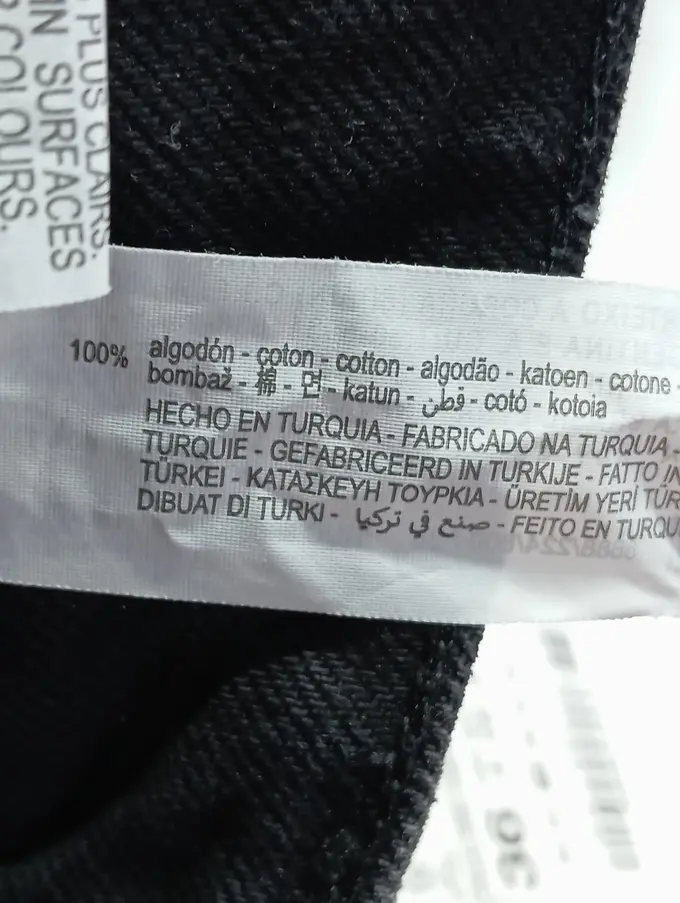 PLUS CLAIRS.
IN SURFACES
COLOURS.
100% algodón - coton - cotton - algodão - katoen - cotone -
bombaž - 棉 - 면 - katun - قطن - cotó - kotoia
HECHO EN TURQUIA - FABRICADO NA TURQUIA -
TURQUIE - GEFABRICEERD IN TURKIJE - FATTO IN
TÜRKEI - ΚΑΤΑΣΚΕΥΗ ΤΟΥΡΚΙΑ - ÜRETİM YERİ TÜR
DIBUAT DI TURKI - صنع في تركيا - FEITO EN TURQU